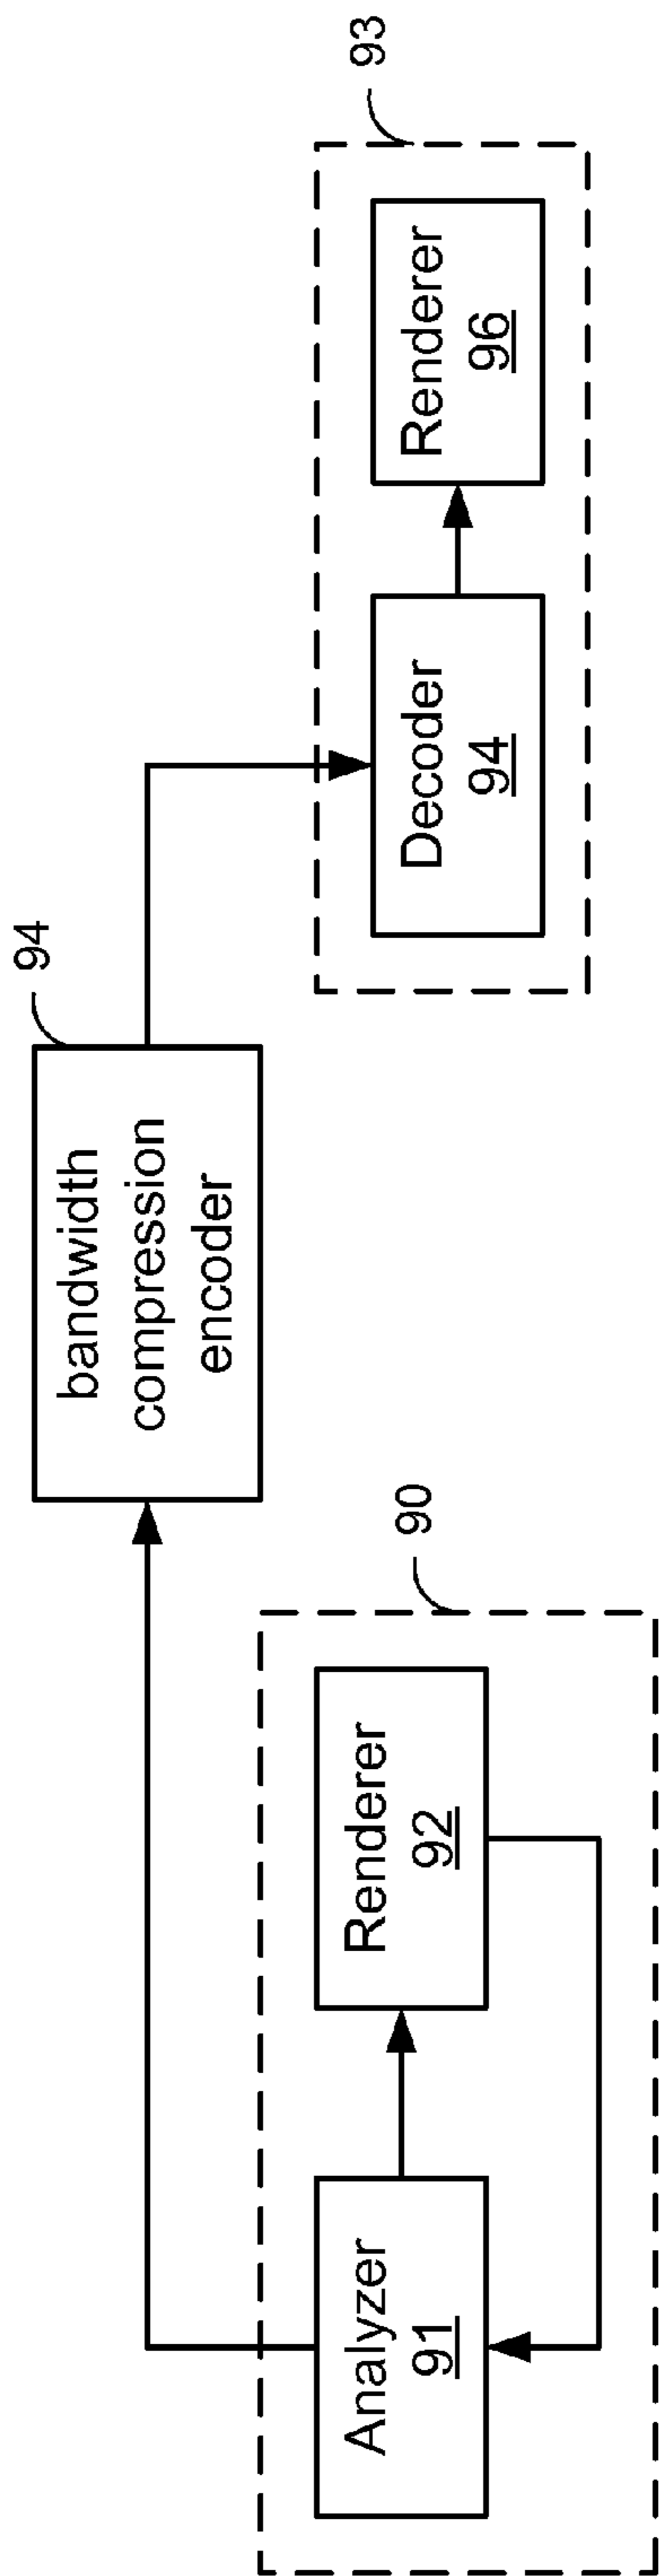 94
bandwidth
compression
encoder
93
Decoder
94
Renderer
96
90
Analyzer
91
Renderer
92